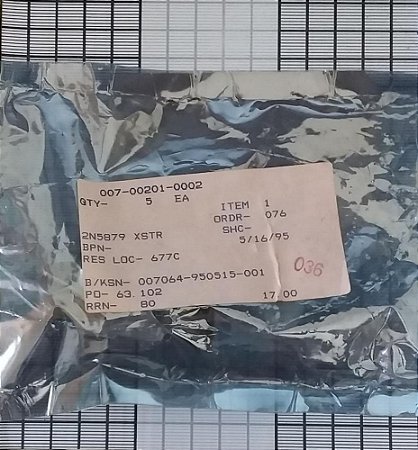 007-00201-0002
QTY- 5 EA
ITEM 1
ORDR- 076
2N5879 XSTR SHC-
BPN- 5/16/95
RES LOC- 677C
036
B/KSN- 007064-950515-001
PO- 63.102 17.00
RRN- 80